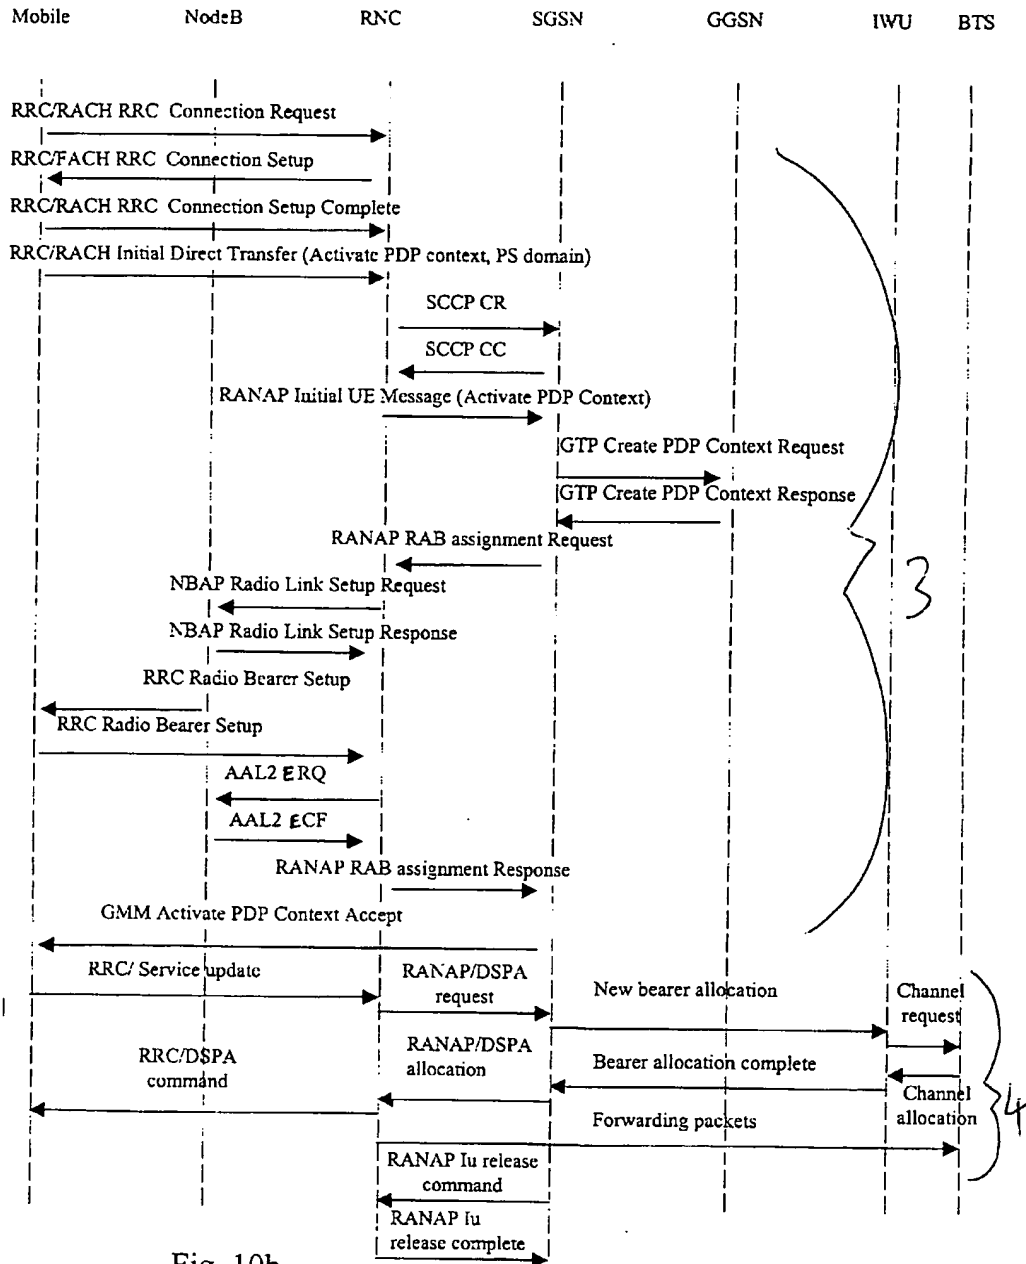 Mobile NodeB RNC SGSN GGSN IWU BTS
RRC/RACH RRC Connection Request
RRC/FACH RRC Connection Setup
RRC/RACH RRC Connection Setup Complete
RRC/RACH Initial Direct Transfer (Activate PDP context, PS domain)
SCCP CR
SCCP CC
RANAP Initial UE Message (Activate PDP Context)
GTP Create PDP Context Request
GTP Create PDP Context Response
RANAP RAB assignment Request
NBAP Radio Link Setup Request
3
NBAP Radio Link Setup Response
RRC Radio Bearer Setup
RRC Radio Bearer Setup
AAL2 ERQ
AAL2 ECF
RANAP RAB assignment Response
GMM Activate PDP Context Accept
RRC/ Service update
RANAP/DSPA
request
New bearer allocation
Channel
request
RRC/DSPA
command
RANAP/DSPA
allocation
Bearer allocation complete
Channel
allocation
4
Forwarding packets
RANAP Iu release
command
RANAP Iu
release complete
Fig. 10b